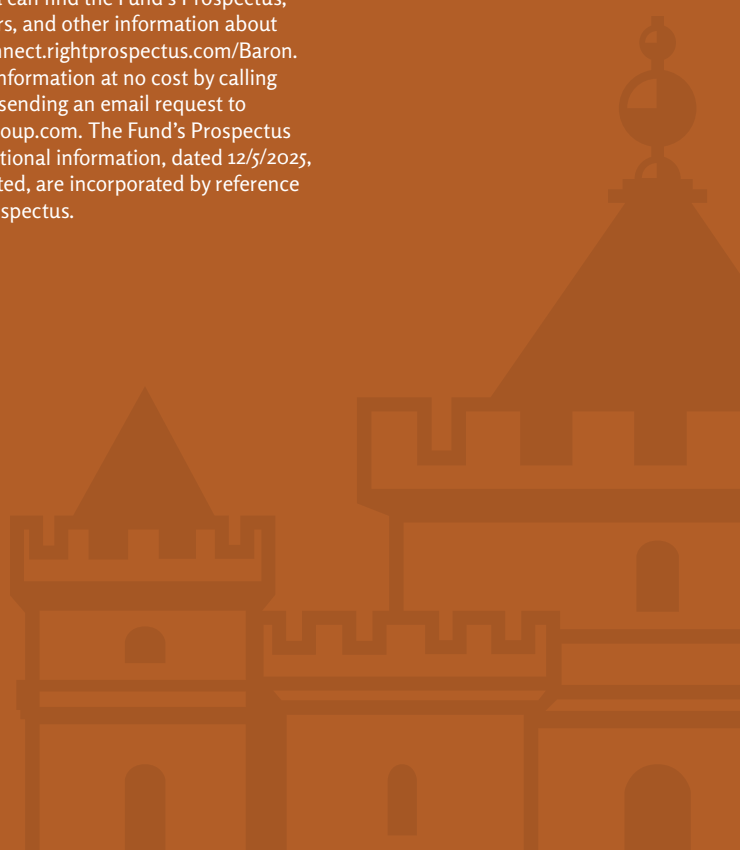 can find the Fund's Prospectus,
rs, and other information about
nnect.rightprospectus.com/Baron.
nformation at no cost by calling
sending an email request to
oup.com. The Fund's Prospectus
tional information, dated 12/5/2025,
ted, are incorporated by reference
spectus.